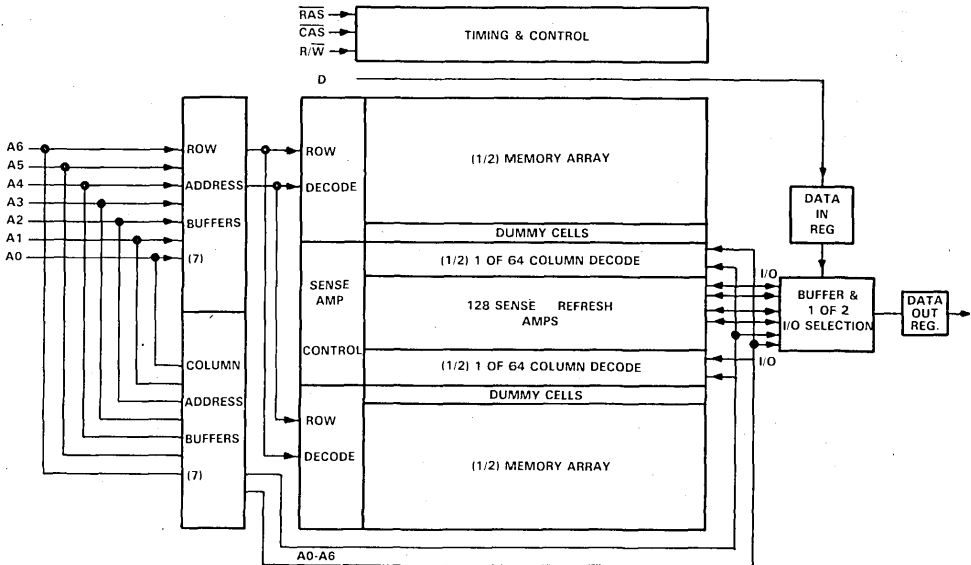 R̅A̅S̅
C̅A̅S̅
R/W̅
TIMING & CONTROL
D
A6
A5
A4
A3
A2
A1
A0
ROW
ADDRESS
BUFFERS
(7)
COLUMN
ADDRESS
BUFFERS
(7)
ROW
DECODE
SENSE
AMP
CONTROL
ROW
DECODE
(1/2) MEMORY ARRAY
DUMMY CELLS
(1/2) 1 OF 64 COLUMN DECODE
128 SENSE REFRESH
AMPS
(1/2) 1 OF 64 COLUMN DECODE
DUMMY CELLS
(1/2) MEMORY ARRAY
DATA
IN
REG
I/O
BUFFER &
1 OF 2
I/O SELECTION
I/O
DATA
OUT
REG.
A0-A6